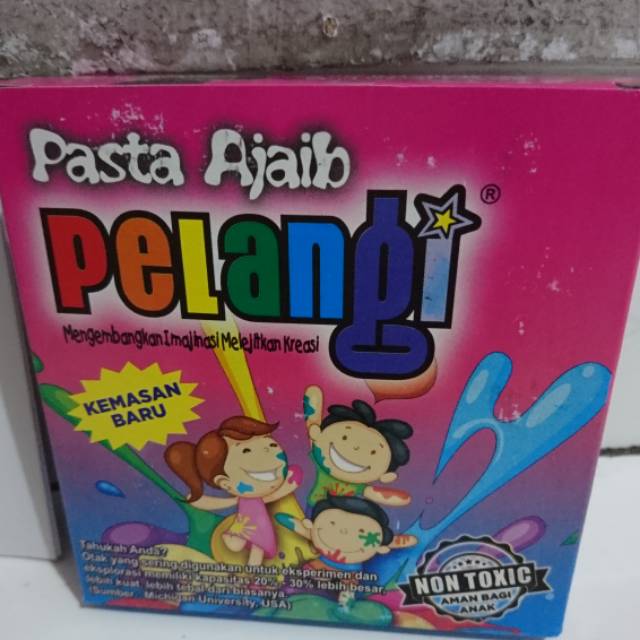 Pasta Ajaib
Pelangi ®
Mengembangkan Imajinasi Melejitkan Kreasi
KEMASAN
BARU
Tahukah Anda?
Otak yang sering digunakan untuk eksperimen dan
eksplorasi memiliki kapasitas 20% - 30% lebih besar,
lebih kuat, lebih tebal dari biasanya.
(Sumber : Michigan University, USA)
NON TOXIC
AMAN BAGI
ANAK